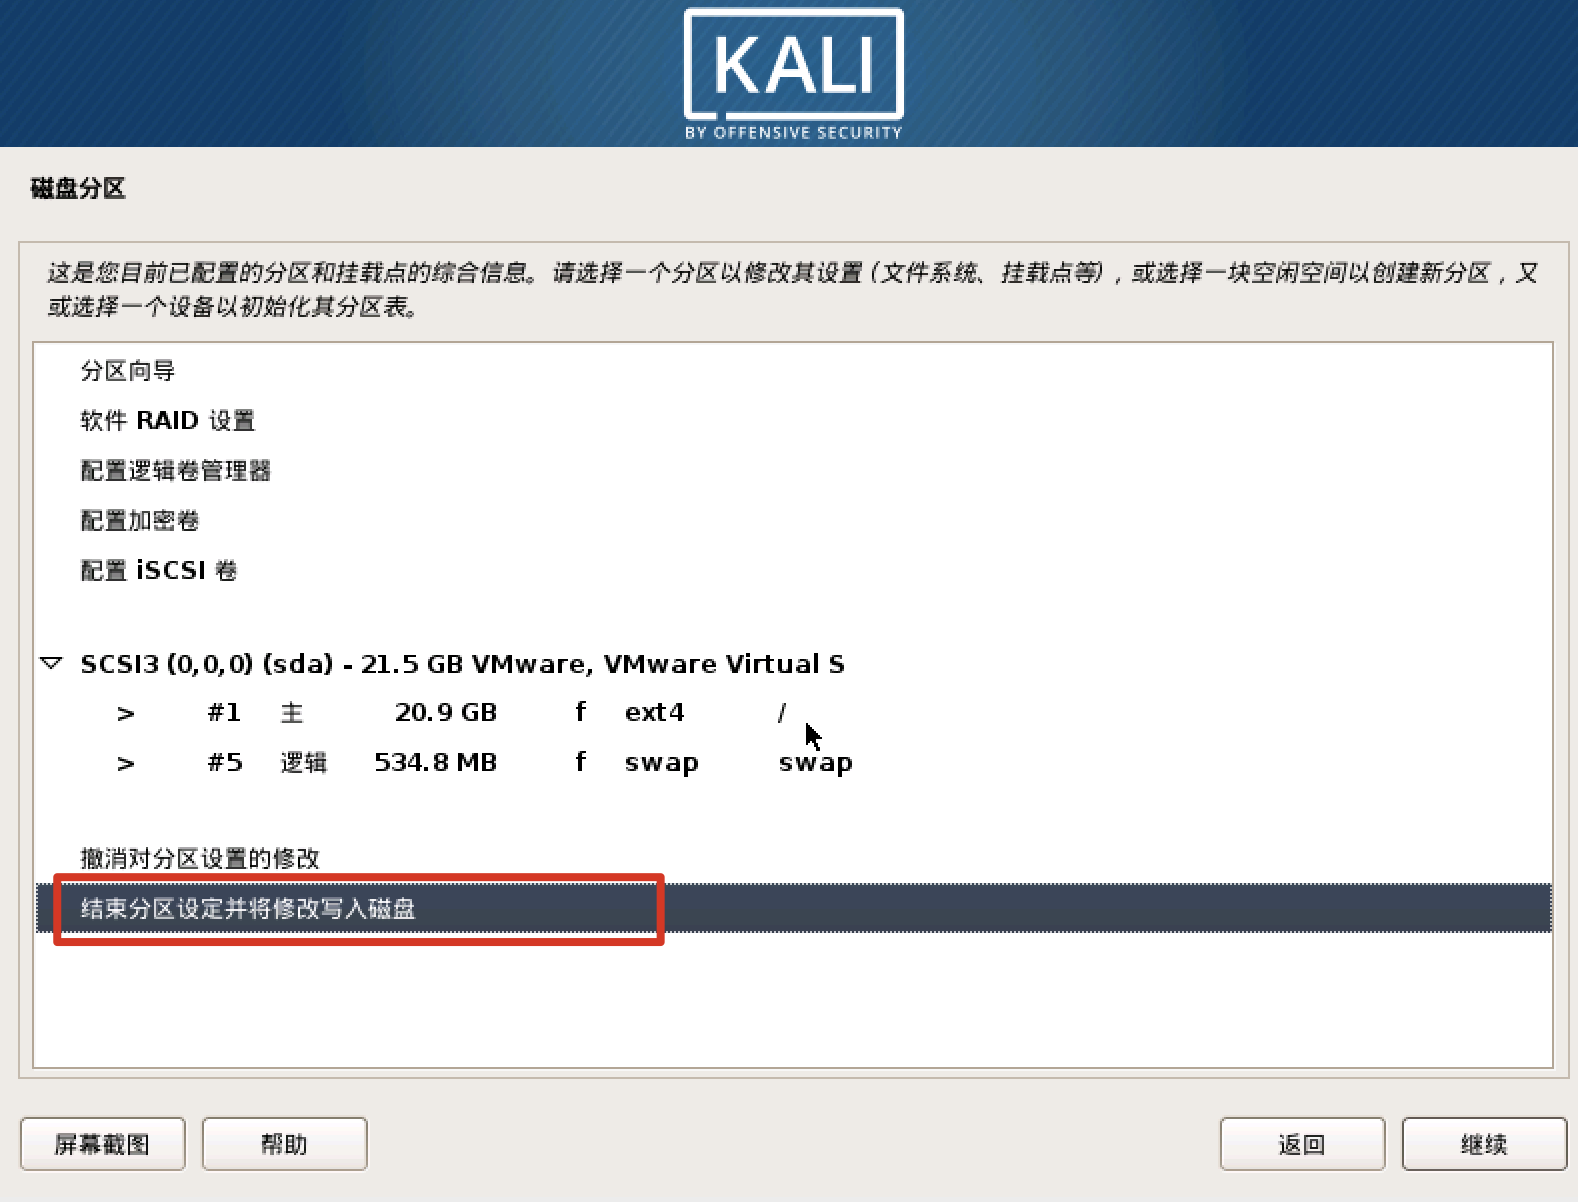 KALI
BY OFFENSIVE SECURITY
磁盘分区
这是您目前已配置的分区和挂载点的综合信息。请选择一个分区以修改其设置(文件系统、挂载点等)，或选择一块空闲空间以创建新分区，又
或选择一个设备以初始化其分区表。
分区向导
软件 RAID 设置
配置逻辑卷管理器
配置加密卷
配置 iSCSI 卷
SCSI3 (0,0,0) (sda) - 21.5 GB VMware, VMware Virtual S
> #1 主 20.9 GB f ext4 /
> #5 逻辑 534.8 MB f swap swap
撤消对分区设置的修改
结束分区设定并将修改写入磁盘
屏幕截图 帮助 返回 继续